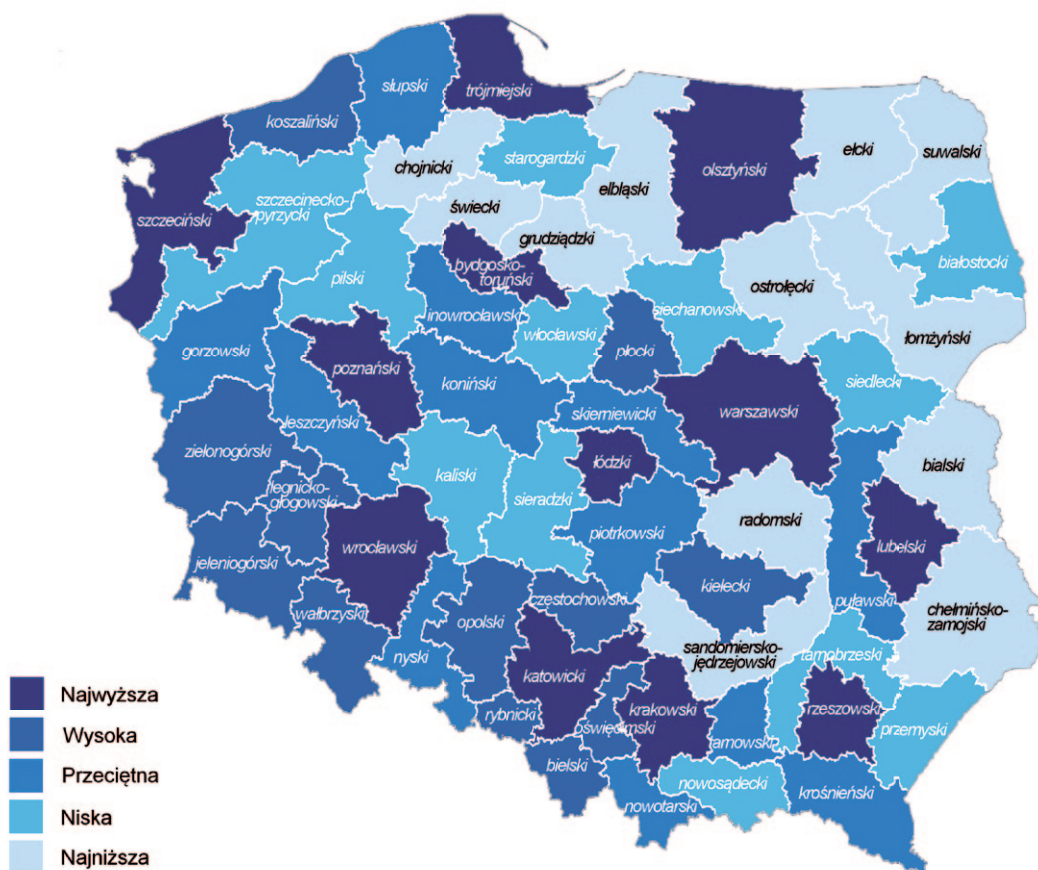 słupski
trójmiejski
koszaliński
ełcki
suwalski
chojnicki
starogardzki
olsztyński
elbląski
szczecinecko-
pyrzycki
szczeciński
świecki
grudziądzki
bydgosko-
toruński
białostocki
pilski
ostrołęcki
inowrocławski
ciechanowski
włocławski
łomżyński
gorzowski
płocki
poznański
koniński
siedlecki
skierniewicki
warszawski
leszczyński
zielonogórski
bialski
łódzki
kaliski
legnicko-
głogowski
sieradzki
radomski
piotrkowski
wrocławski
lubelski
jeleniogórski
kielecki
puławski
częstochowski
wałbrzyski
chełmińsko-
zamojski
opolski
sandomiersko-
jędrzejowski
nyski
tarnobrzeski
katowicki
krakowski
rzeszowski
rybnicki
oświęcimski
przemyski
tarnowski
bielski
nowosądecki
krośnieński
nowotarski
Najwyższa
Wysoka
Przeciętna
Niska
Najniższa